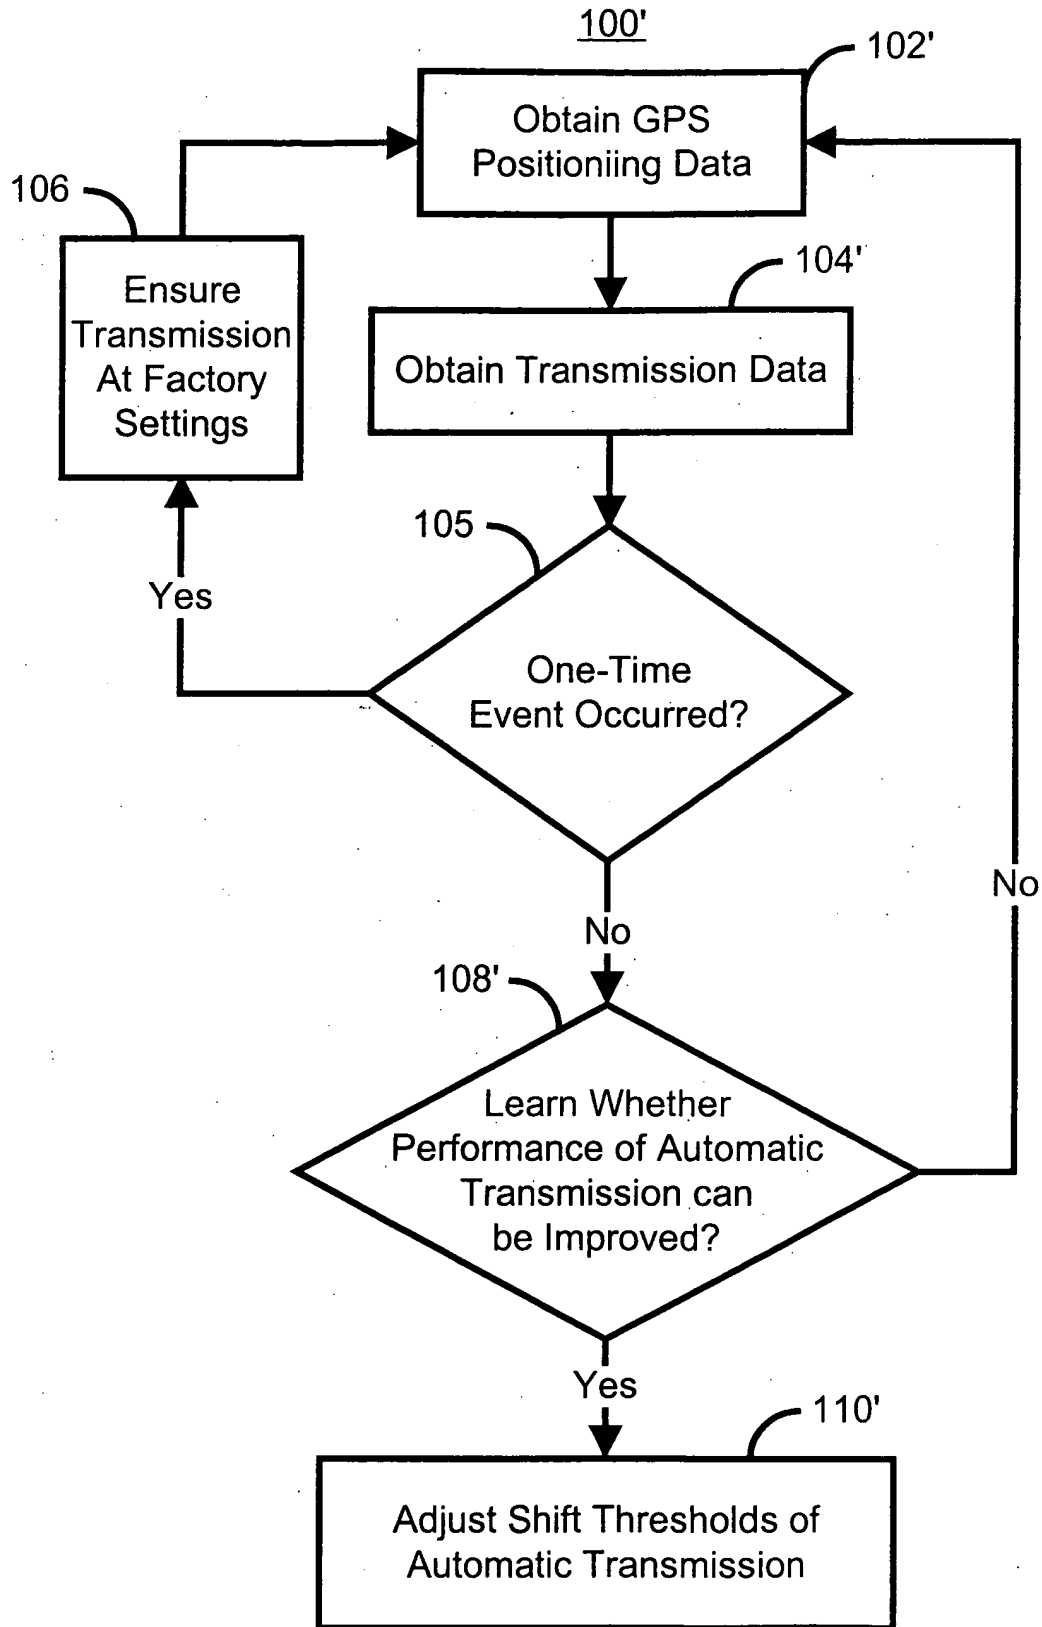 100'
102'
Obtain GPS
Positioniing Data
106
Ensure
Transmission
At Factory
Settings
104'
Obtain Transmission Data
105
Yes
One-Time
Event Occurred?
No
No
108'
Learn Whether
Performance of Automatic
Transmission can
be Improved?
Yes
110'
Adjust Shift Thresholds of
Automatic Transmission